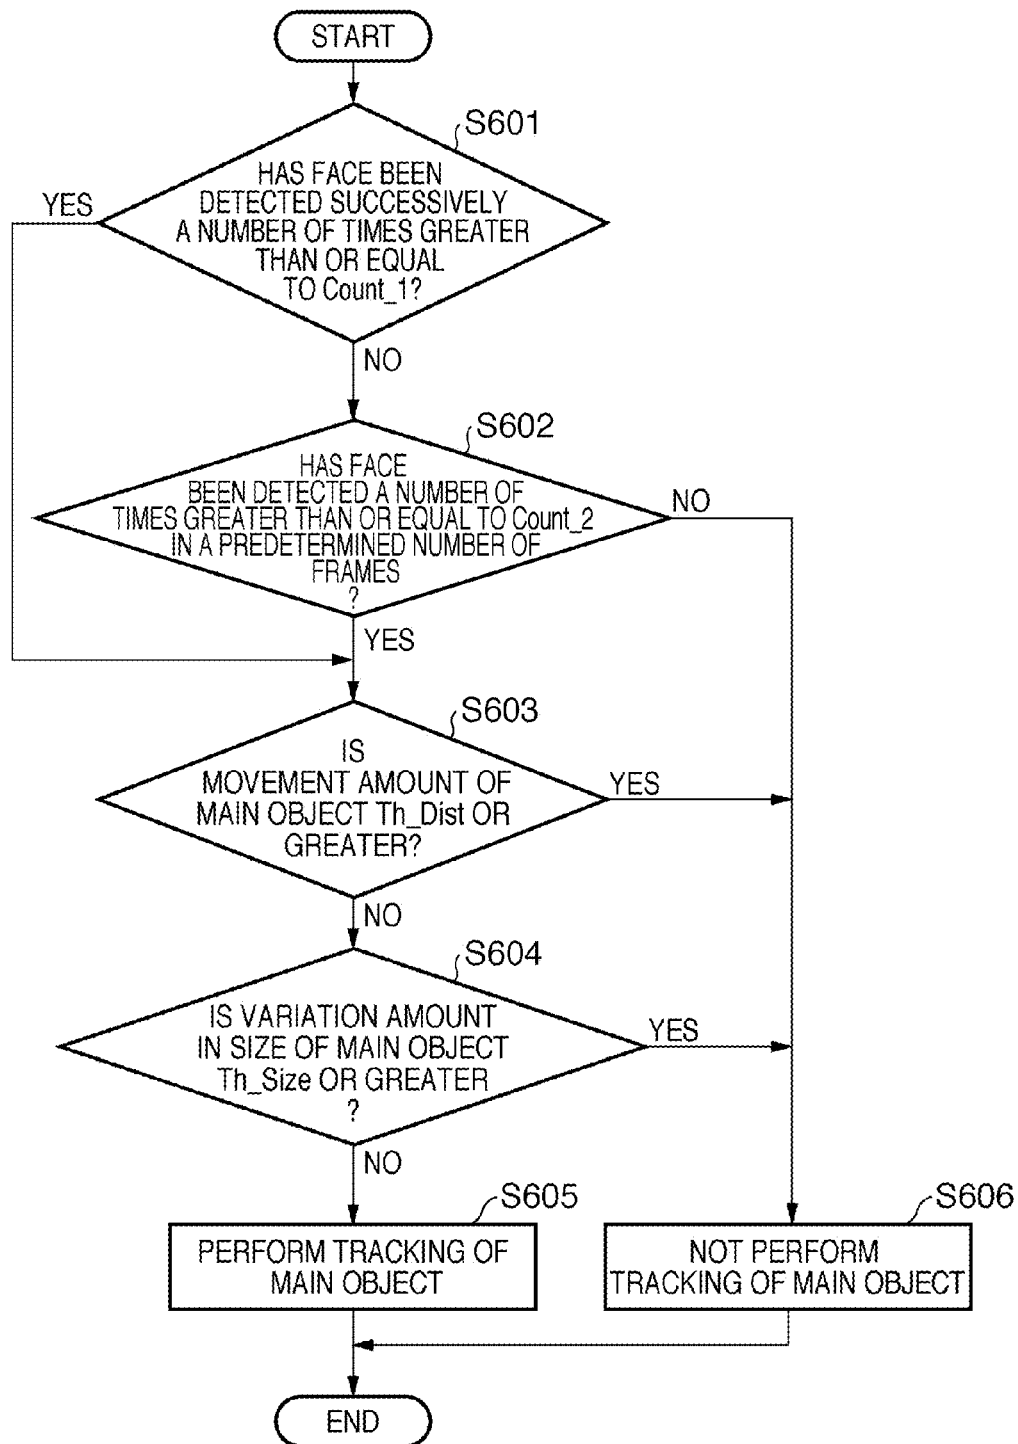 START
S601
HAS FACE BEEN
DETECTED SUCCESSIVELY
A NUMBER OF TIMES GREATER
THAN OR EQUAL
TO Count_1?
YES
NO
S602
HAS FACE
BEEN DETECTED A NUMBER OF
TIMES GREATER THAN OR EQUAL TO Count_2
IN A PREDETERMINED NUMBER OF
FRAMES
?
NO
YES
S603
IS
MOVEMENT AMOUNT OF
MAIN OBJECT Th_Dist OR
GREATER?
YES
NO
S604
IS VARIATION AMOUNT
IN SIZE OF MAIN OBJECT
Th_Size OR GREATER
?
YES
NO
S605
PERFORM TRACKING OF
MAIN OBJECT
S606
NOT PERFORM
TRACKING OF MAIN OBJECT
END